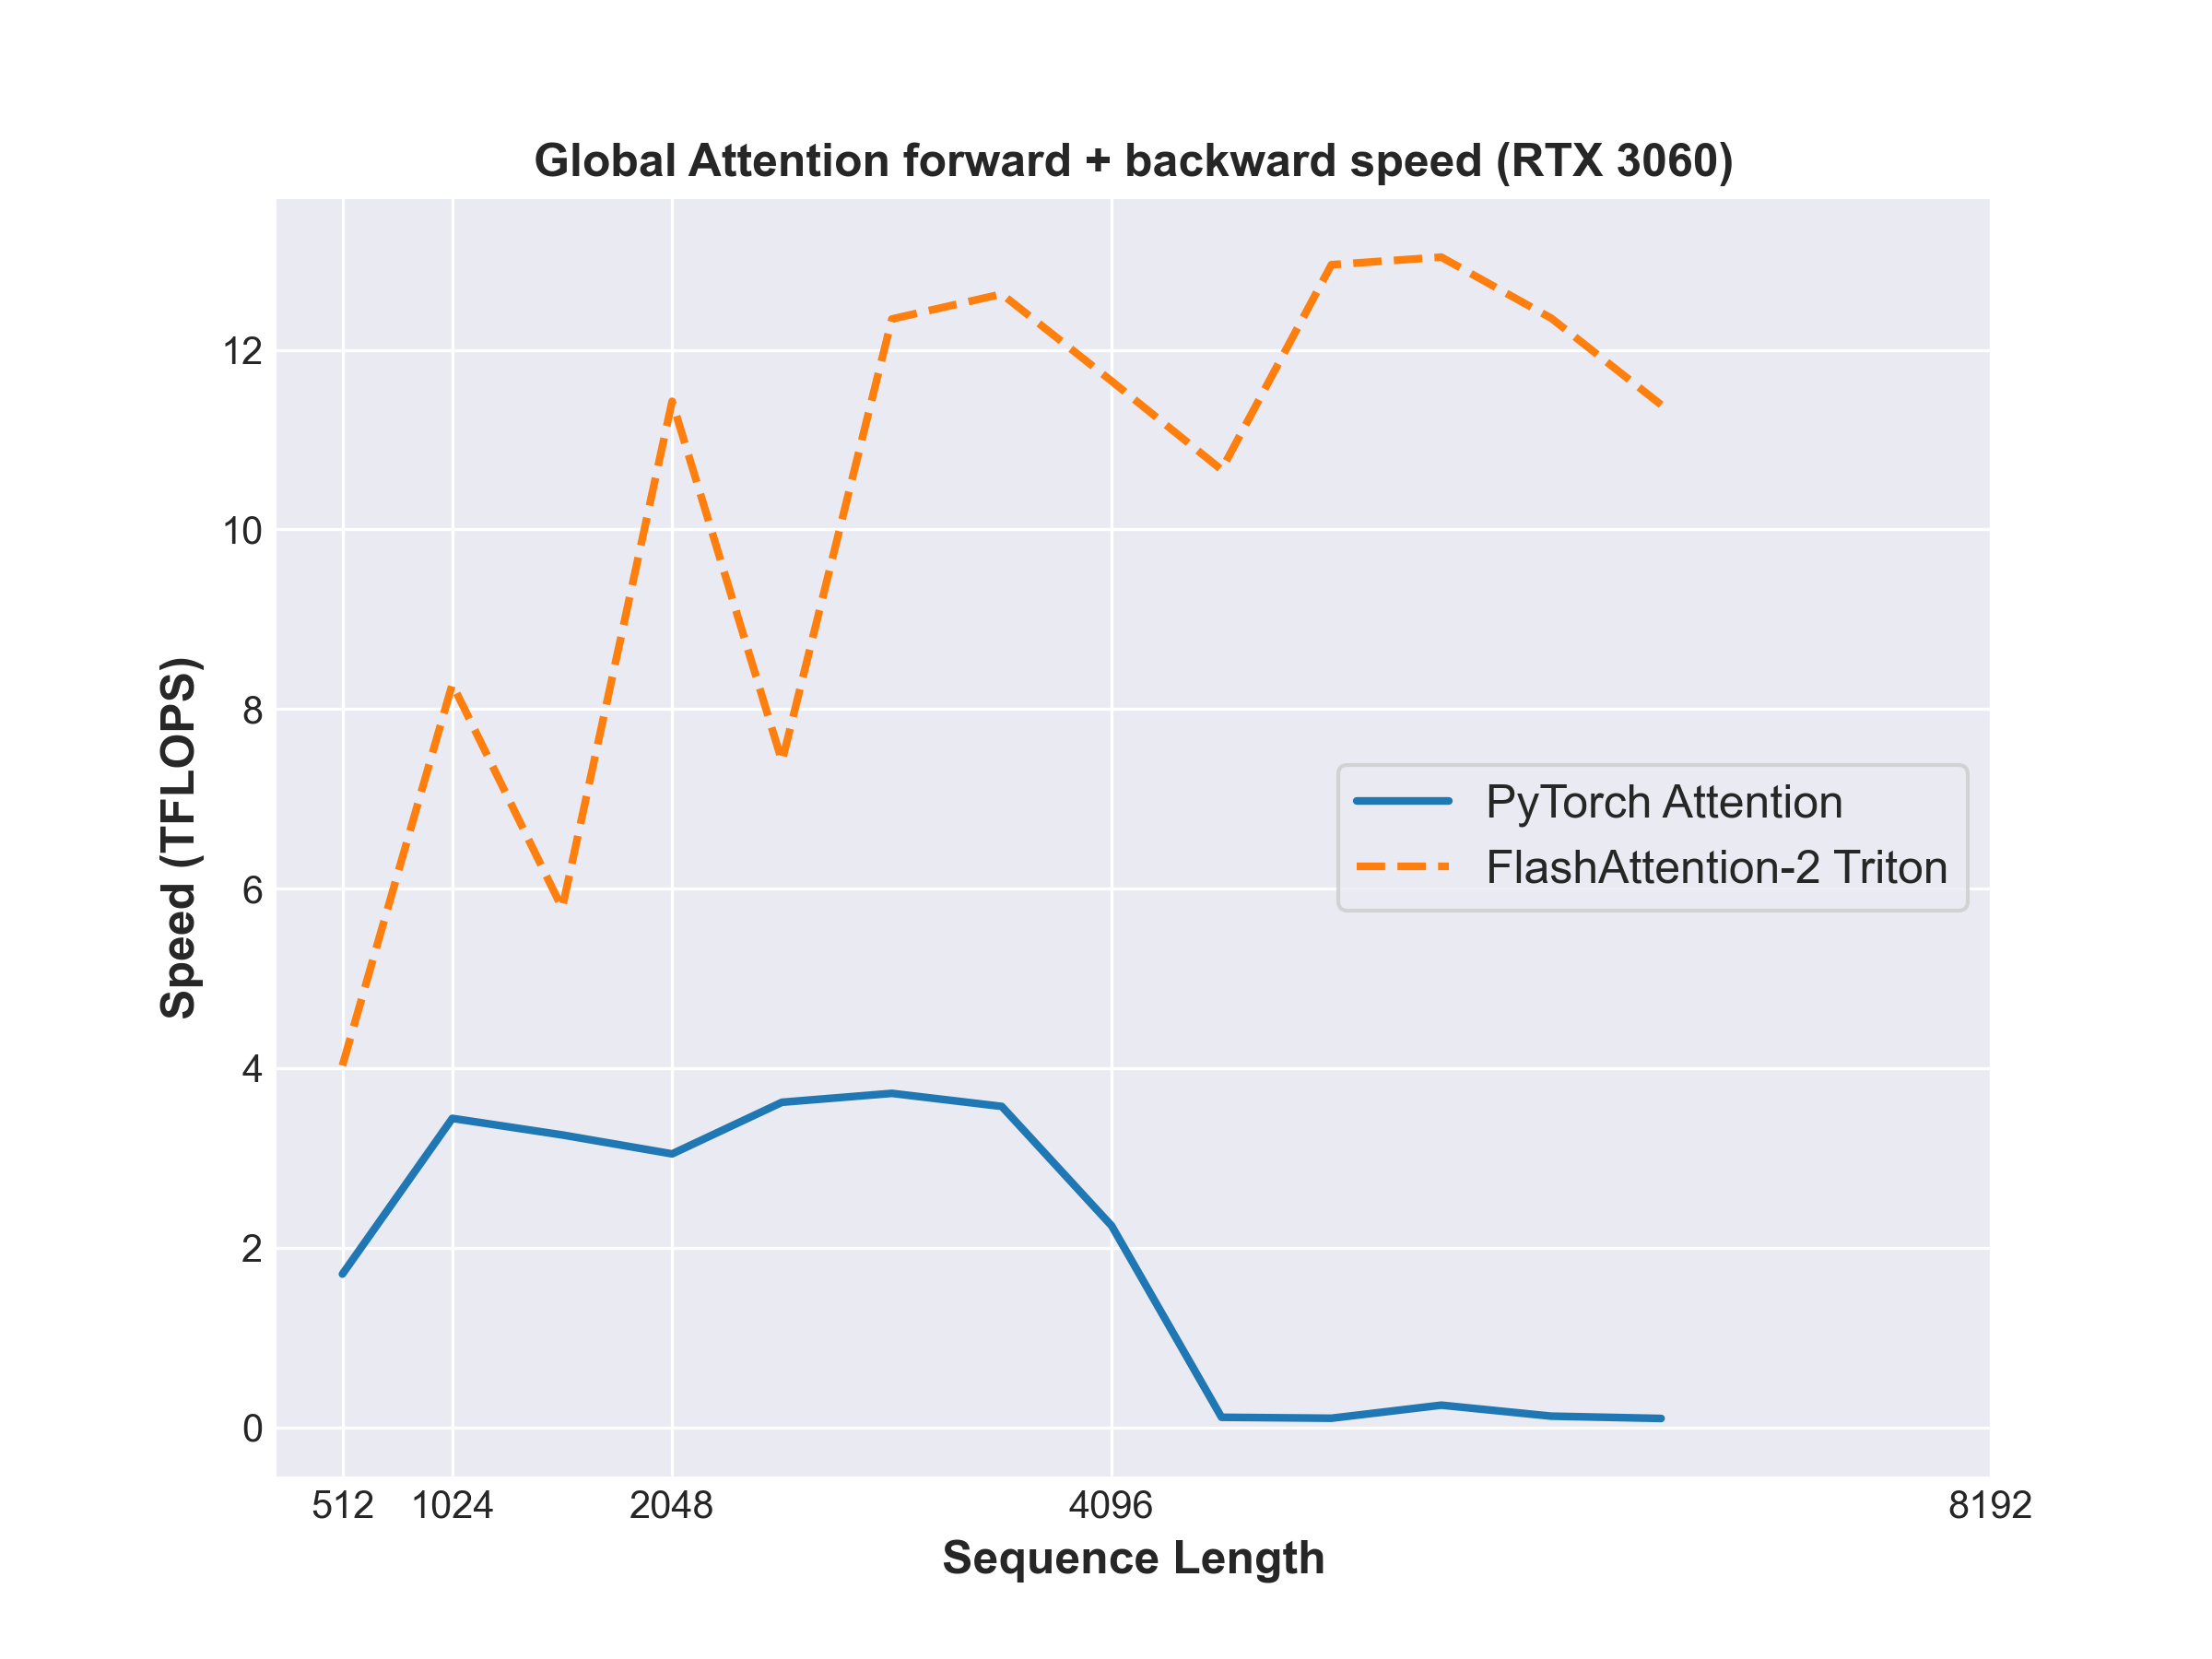 Global Attention forward + backward speed (RTX 3060)
Speed (TFLOPS)
12
10
8
6
4
2
0
PyTorch Attention
FlashAttention-2 Triton
512 1024 2048 4096 8192
Sequence Length